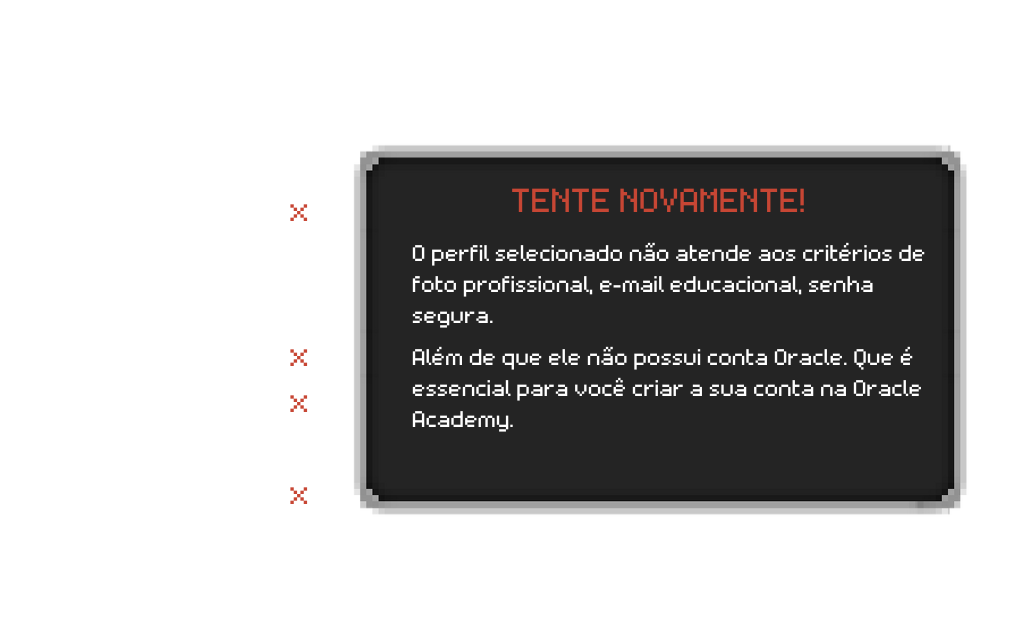 TENTE NOVAMENTE!
O perfil selecionado não atende aos critérios de
foto profissional, e-mail educacional, senha
segura.
Além de que ele não possui conta Oracle. Que é
essencial para você criar a sua conta na Oracle
Academy.